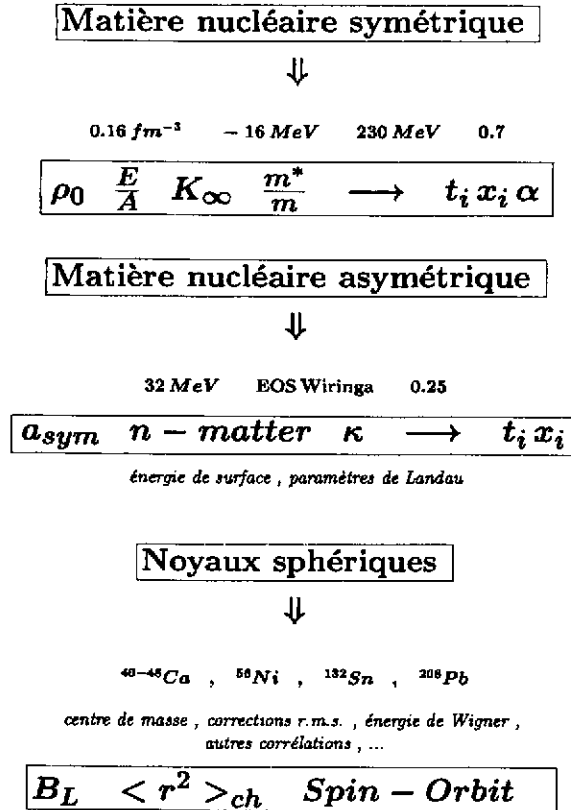 Matière nucléaire symétrique
⇓
0.16 fm⁻³ − 16 MeV 230 MeV 0.7
ρ₀ E/A K∞ m*/m → tᵢ xᵢ α
Matière nucléaire asymétrique
⇓
32 MeV EOS Wiringa 0.25
a_sym n − matter κ → tᵢ xᵢ
énergie de surface , paramètres de Landau
Noyaux sphériques
⇓
⁴⁰⁻⁴⁸Ca , ⁵⁶Ni , ¹³²Sn , ²⁰⁸Pb
centre de masse , corrections r.m.s. , énergie de Wigner ,
autres corrélations , ...
B_L < r² >_ch Spin − Orbit